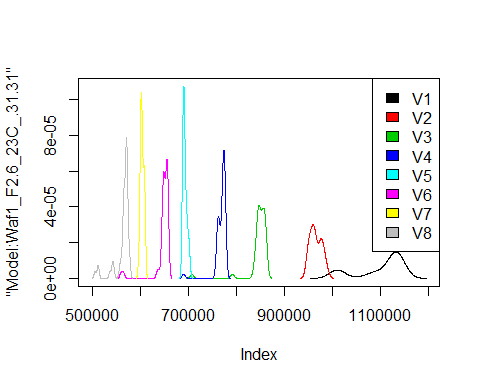 "Model:Waf1_F2.6_23C_.31.31"
0e+00
4e-05
8e-05
500000
700000
900000
1100000
Index
V1
V2
V3
V4
V5
V6
V7
V8